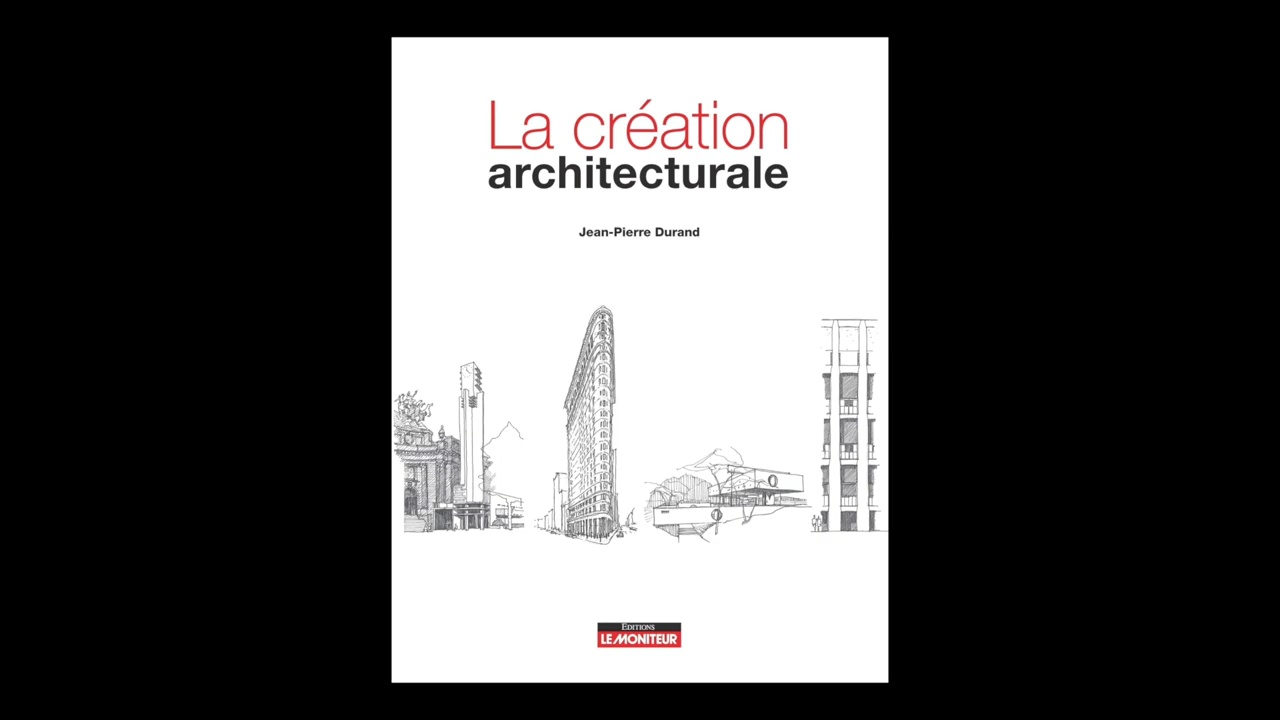 La création
architecturale
Jean-Pierre Durand
EDITIONS
LE MONITEUR